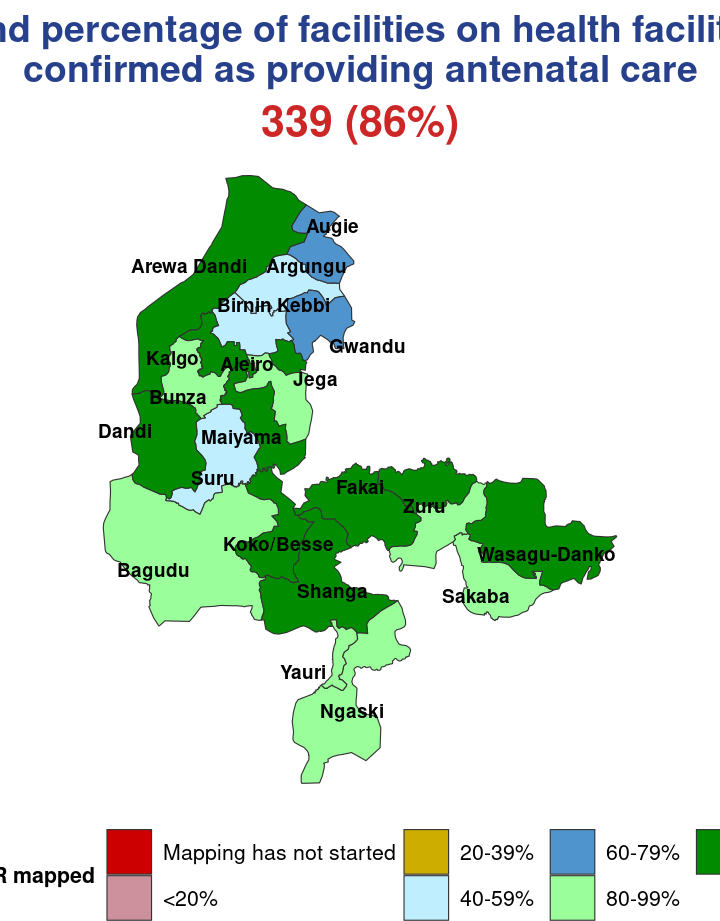 percentage of facilities on health
confirmed as providing antenatal care
339 (86%)
Augie
Arewa Dandi
Argungu
Birnin Kebbi
Gwandu
Kalgo
Aleiro
Jega
Bunza
Dandi
Maiyama
Suru
Fakai
Zuru
Koko/Besse
Wasagu-Danko
Bagudu
Shanga
Sakaba
Yauri
Ngaski
mapped
Mapping has not started
20-39%
60-79%
<20%
40-59%
80-99%